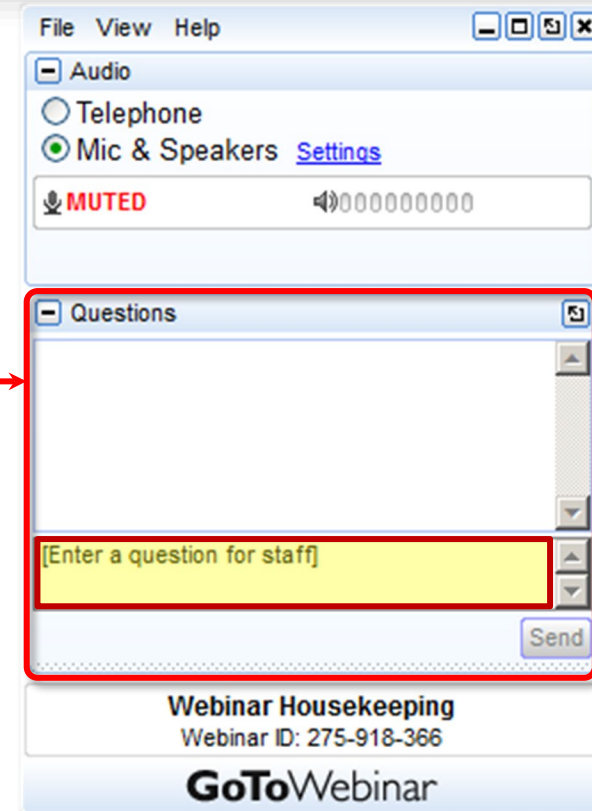 File View Help
Audio
Telephone
Mic & Speakers Settings
MUTED 000000000
Questions
[Enter a question for staff]
Send
Webinar Housekeeping
Webinar ID: 275-918-366
GoToWebinar